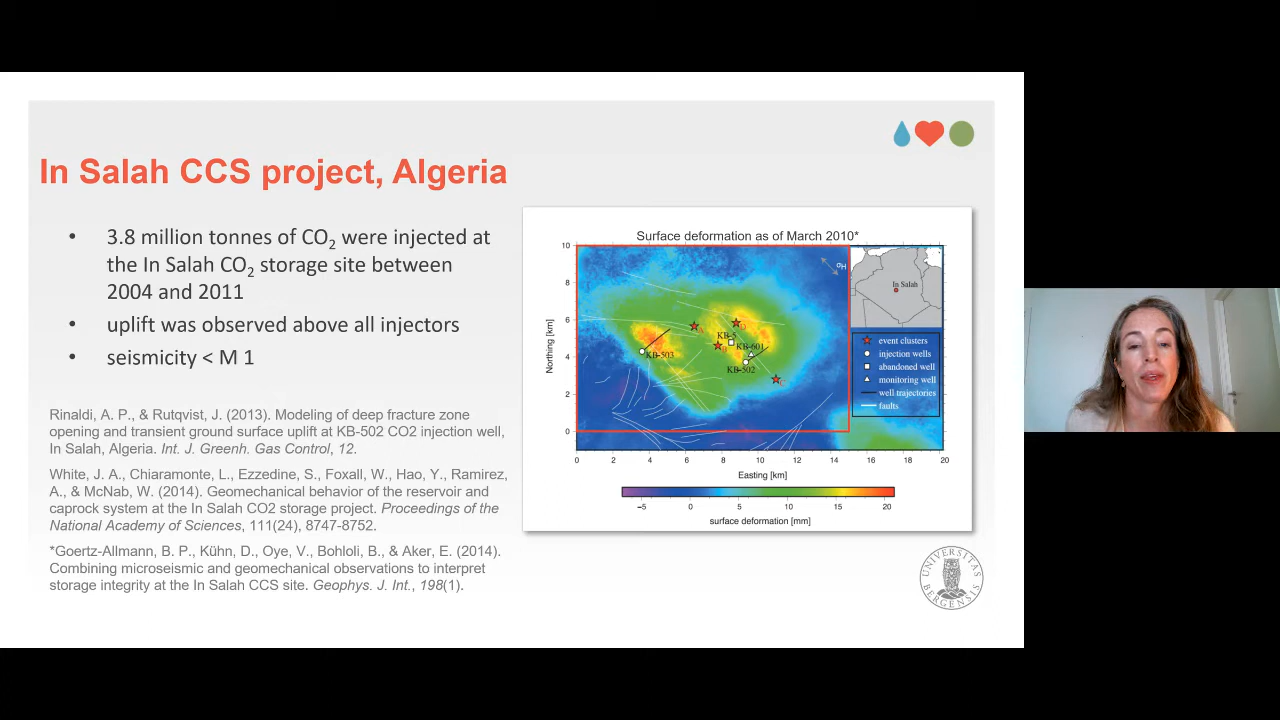 In Salah CCS project, Algeria
• 3.8 million tonnes of CO2 were injected at
the In Salah CO2 storage site between
2004 and 2011
• uplift was observed above all injectors
• seismicity < M 1
Rinaldi, A. P., & Rutqvist, J. (2013). Modeling of deep fracture zone
opening and transient ground surface uplift at KB-502 CO2 injection well,
In Salah, Algeria. Int. J. Greenh. Gas Control, 12.
White, J. A., Chiaramonte, L., Ezzedine, S., Foxall, W., Hao, Y., Ramirez,
A., & McNab, W. (2014). Geomechanical behavior of the reservoir and
caprock system at the In Salah CO2 storage project. Proceedings of the
National Academy of Sciences, 111(24), 8747-8752.
*Goertz-Allmann, B. P., Kühn, D., Oye, V., Bohloli, B., & Aker, E. (2014).
Combining microseismic and geomechanical observations to interpret
storage integrity at the In Salah CCS site. Geophys. J. Int., 198(1).
Surface deformation as of March 2010*
10
8
6
4
2
0
Northing [km]
σH
A
D
B
C
KB-5
KB-601
KB-503
KB-502
In Salah
event clusters
injection wells
abandoned well
monitoring well
well trajectories
faults
0 2 4 6 8 10 12 14 16 18 20
Easting [km]
−5 0 5 10 15 20
surface deformation [mm]
UNIVERSITAS
BERGENSIS